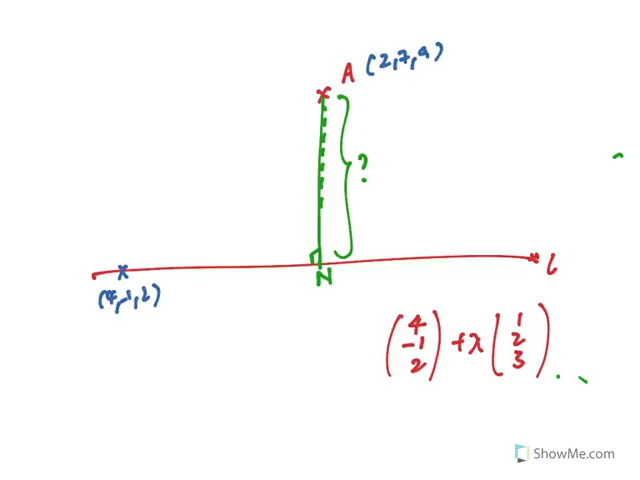 A (2,7,9)
?
N
L
(4,-1,2)
(4 -1 2) + λ (1 2 3)
ShowMe.com